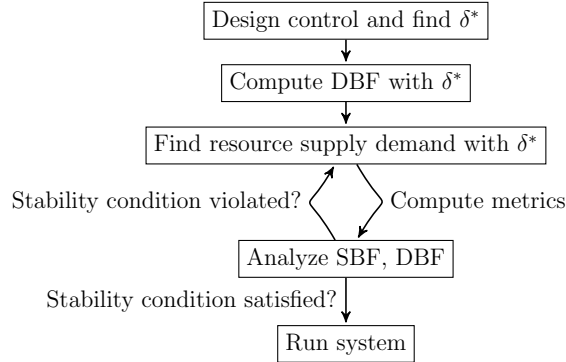 Design control and find δ*
Compute DBF with δ*
Find resource supply demand with δ*
Stability condition violated?
Compute metrics
Analyze SBF, DBF
Stability condition satisfied?
Run system